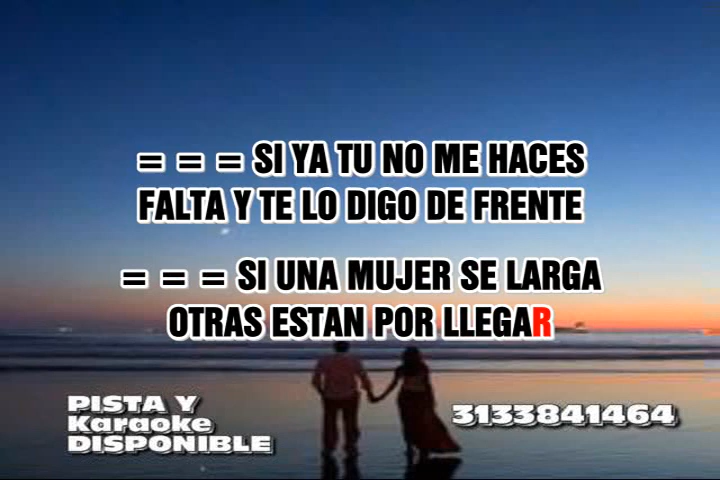 = = = SI YA TU NO ME HACES
FALTA Y TE LO DIGO DE FRENTE
= = = SI UNA MUJER SE LARGA
OTRAS ESTAN POR LLEGAR
PISTA Y
Karaoke
DISPONIBLE
3133841464